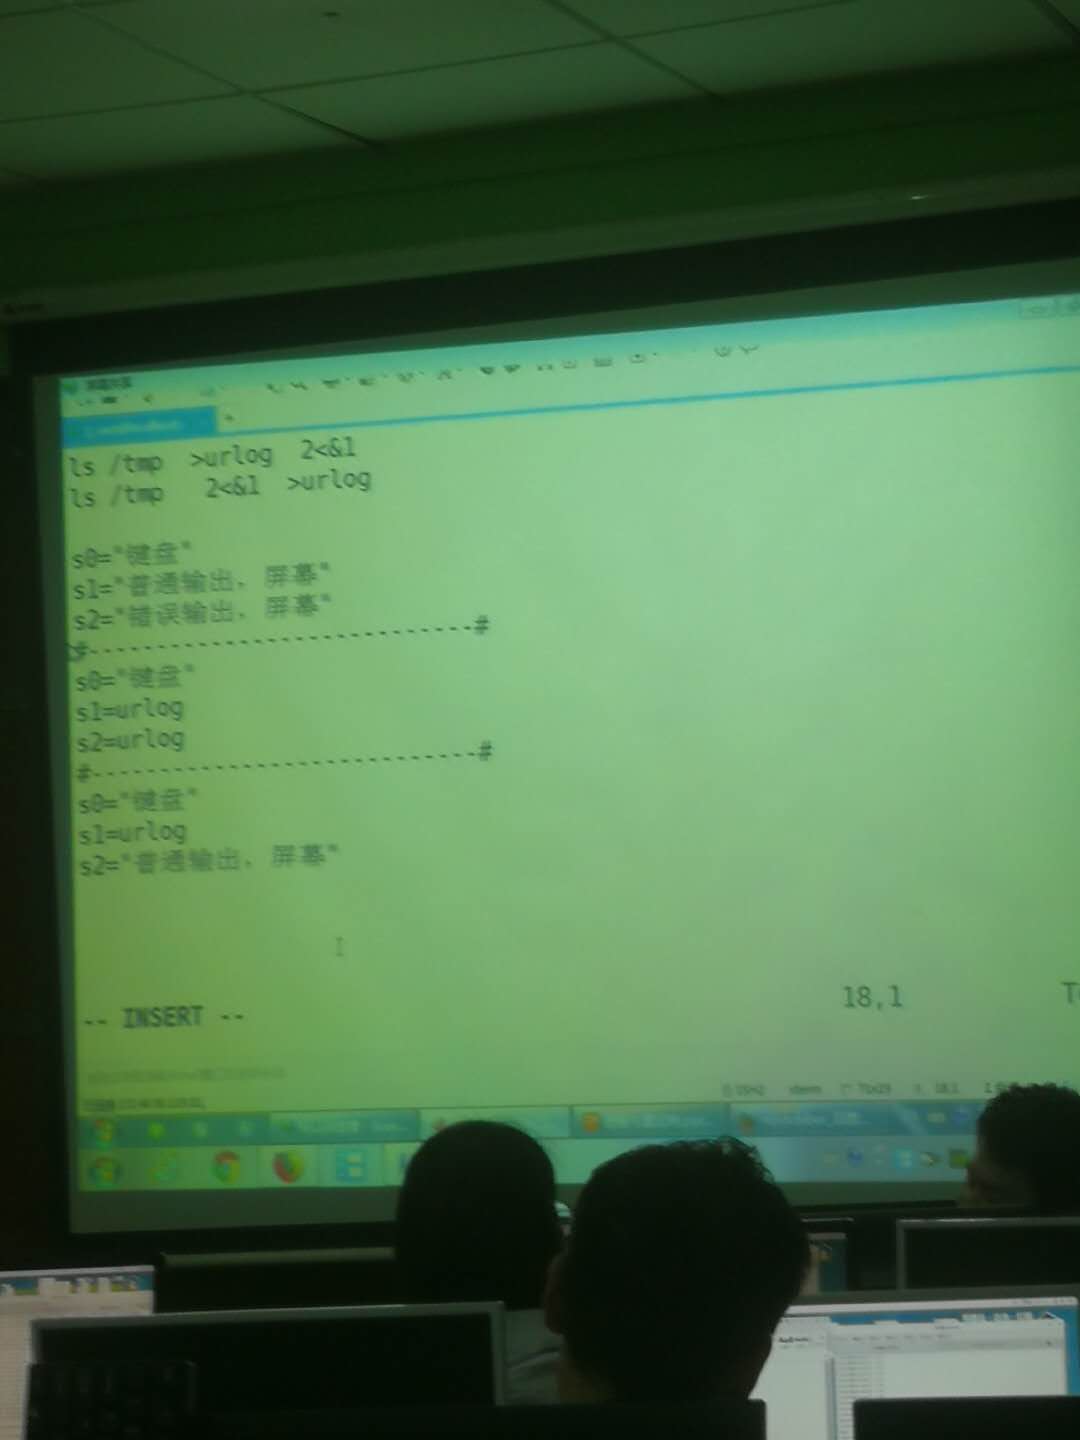 ls /tmp  >urlog  2<&1
ls /tmp   2<&1  >urlog
s0="键盘"
s1="普通输出，屏幕"
s2="错误输出，屏幕"
#----------------------------#
s0="键盘"
s1=urlog
s2=urlog
#----------------------------#
s0="键盘"
s1=urlog
s2="普通输出，屏幕"
-- INSERT --
18,1